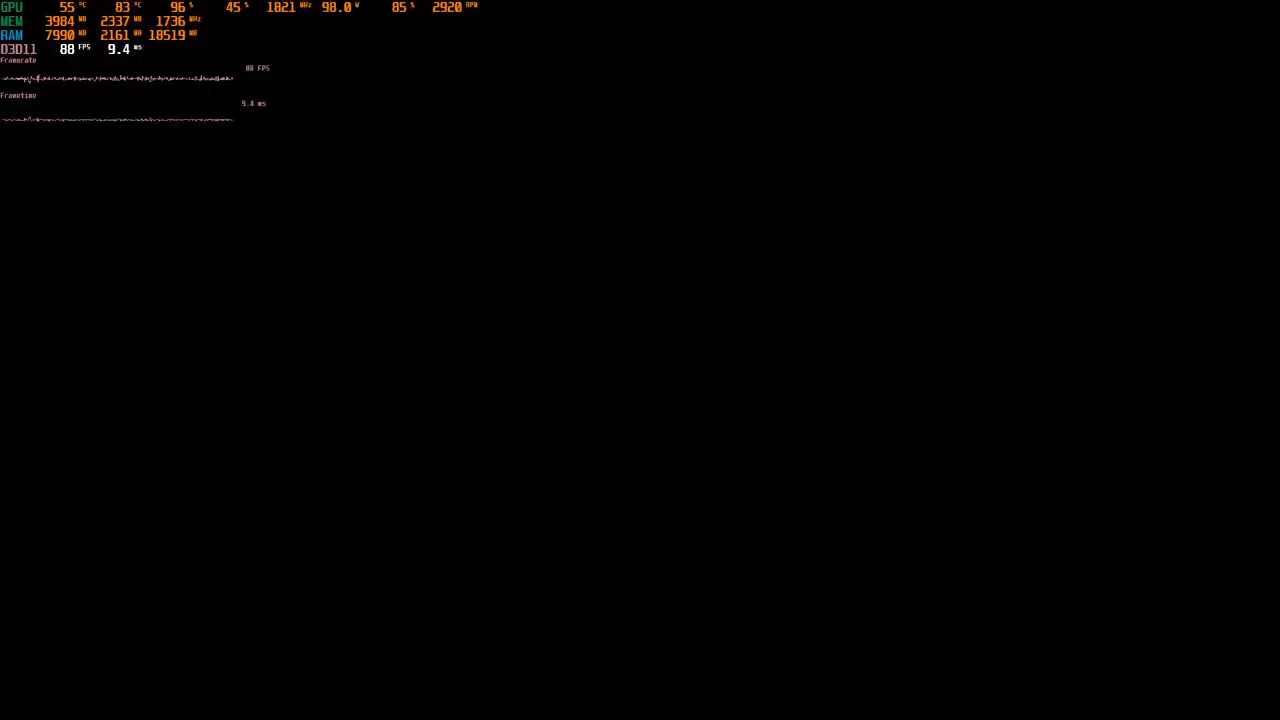 GPU 55 °C 83 °C 96 % 45 % 1821 MHz 98.0 W 85 % 2920 RPM
MEM 3984 MB 2337 MB 1736 MHz
RAM 7990 MB 2161 MB 18519 MB
D3D11 88 FPS 9.4 ms
Framerate
88 FPS
Frametime
9.4 ms